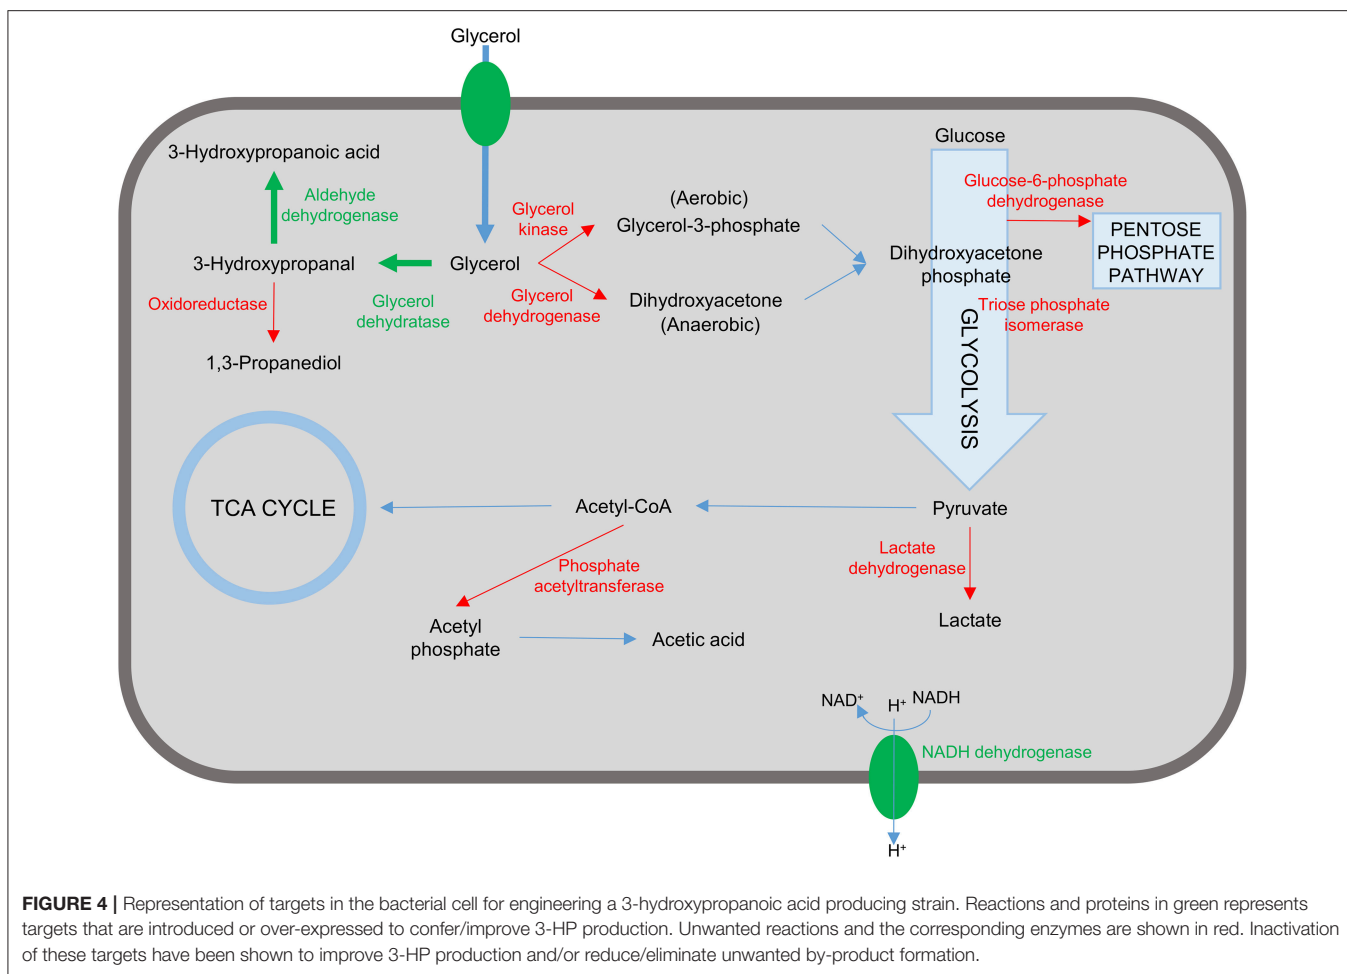 Glycerol
3-Hydroxypropanoic acid
Aldehyde
dehydrogenase
3-Hydroxypropanal
Oxidoreductase
1,3-Propanediol
Glycerol
dehydratase
Glycerol
Glycerol
kinase
Glycerol
dehydrogenase
(Aerobic)
Glycerol-3-phosphate
Dihydroxyacetone
(Anaerobic)
Glucose
Glucose-6-phosphate
dehydrogenase
PENTOSE
PHOSPHATE
PATHWAY
Dihydroxyacetone
phosphate
Triose phosphate
isomerase
GLYCOLYSIS
TCA CYCLE
Acetyl-CoA
Pyruvate
Phosphate
acetyltransferase
Lactate
dehydrogenase
Acetyl
phosphate
Acetic acid
Lactate
NAD⁺
H⁺
NADH
NADH dehydrogenase
H⁺
FIGURE 4 | Representation of targets in the bacterial cell for engineering a 3-hydroxypropanoic acid producing strain. Reactions and proteins in green represents
targets that are introduced or over-expressed to confer/improve 3-HP production. Unwanted reactions and the corresponding enzymes are shown in red. Inactivation
of these targets have been shown to improve 3-HP production and/or reduce/eliminate unwanted by-product formation.